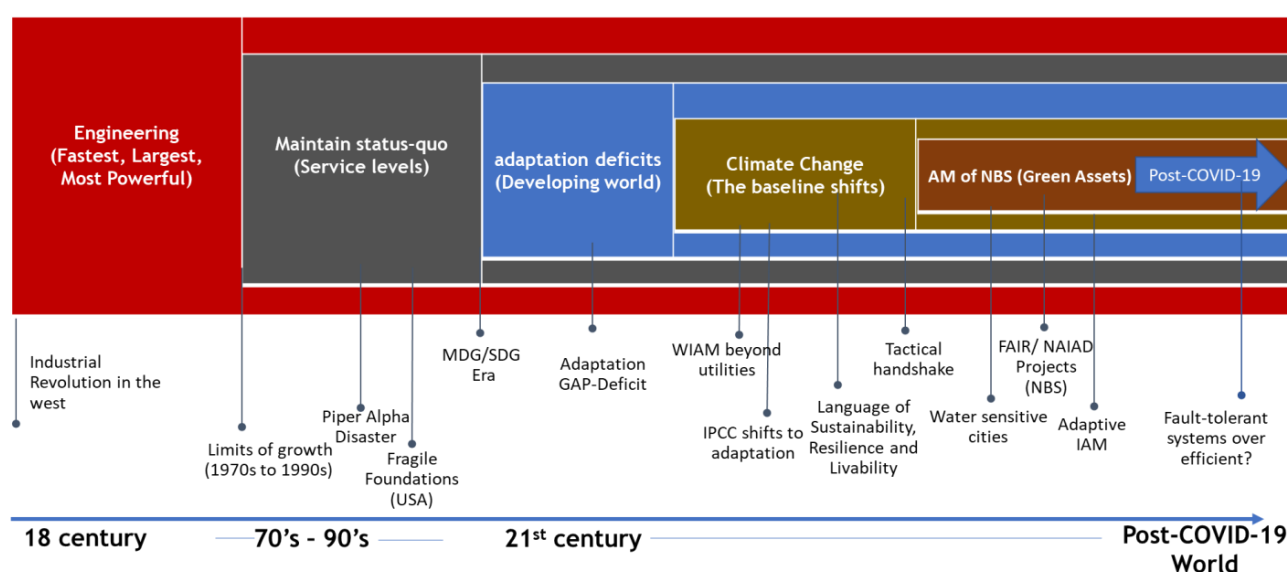 Engineering
(Fastest, Largest,
Most Powerful)
Maintain status-quo
(Service levels)
adaptation deficits
(Developing world)
Climate Change
(The baseline shifts)
AM of NBS (Green Assets)
Post-COVID-19
Industrial
Revolution in the
west
Limits of growth
(1970s to 1990s)
Piper Alpha
Disaster
Fragile
Foundations
(USA)
MDG/SDG
Era
Adaptation
GAP-Deficit
WIAM beyond
utilities
IPCC shifts to
adaptation
Language of
Sustainability,
Resilience and
Livability
Tactical
handshake
Water sensitive
cities
FAIR/ NAIAD
Projects
(NBS)
Adaptive
IAM
Fault-tolerant
systems over
efficient?
18 century
70's - 90's
21st century
Post-COVID-19
World